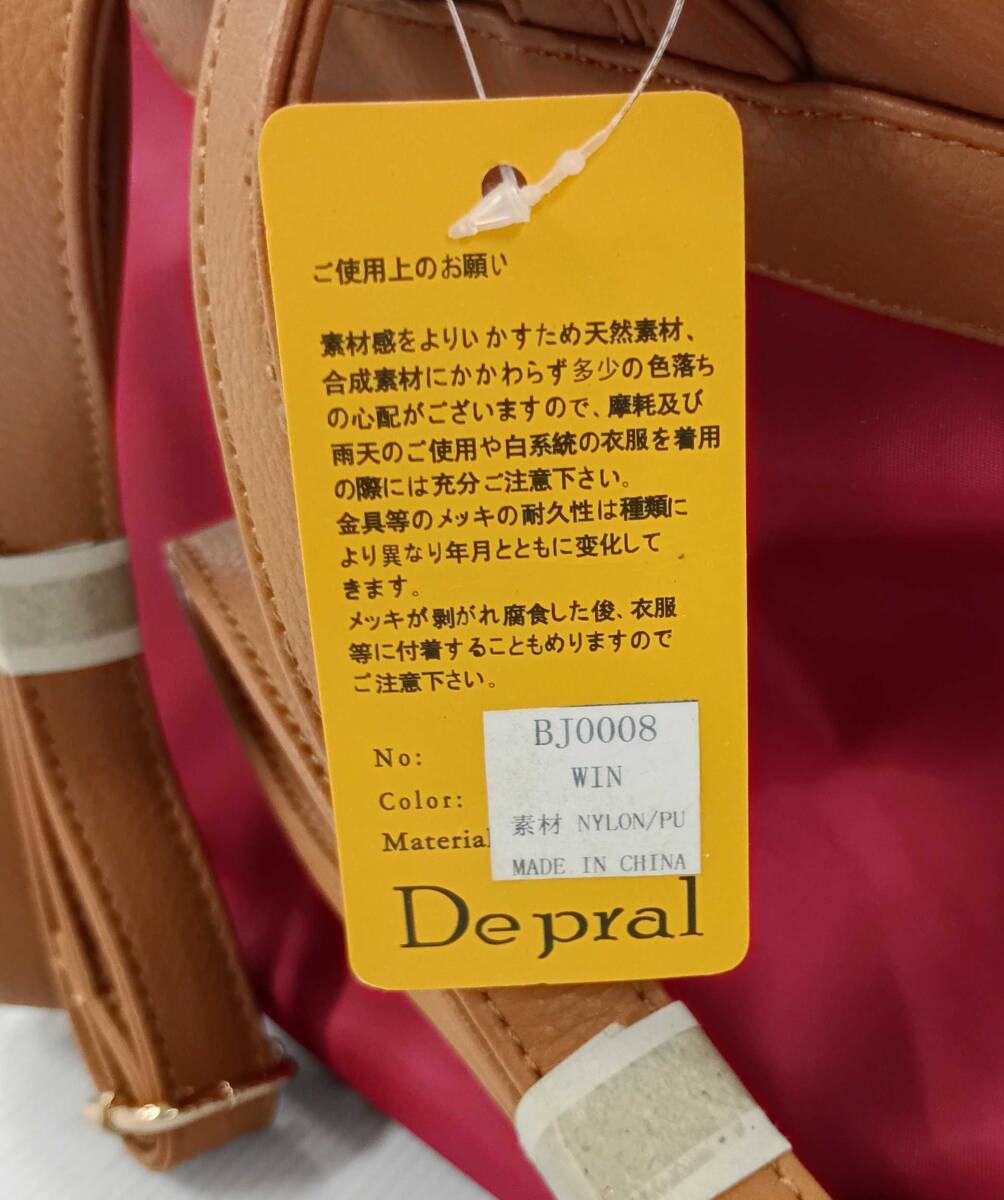 ご使用上のお願い
素材感をよりいかすため天然素材、
合成素材にかかわらず多少の色落ち
の心配がございますので、摩耗及び
雨天のご使用や白系統の衣服を着用
の際には充分ご注意下さい。
金具等のメッキの耐久性は種類に
より異なり年月とともに変化して
きます。
メッキが剥がれ腐食した俊、衣服
等に付着することもめりますので
ご注意下さい。
No:
BJ0008
Color:
WIN
Material
素材 NYLON/PU
MADE IN CHINA
Depral